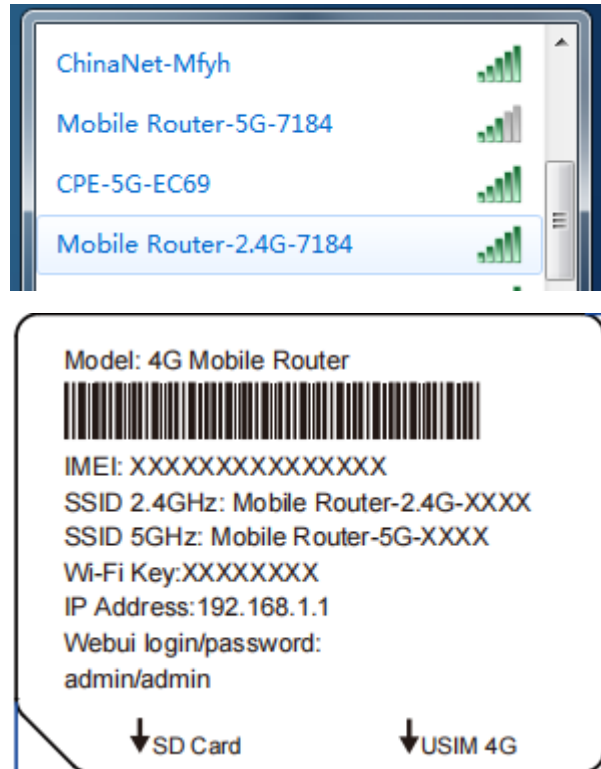 ChinaNet-Mfyh
Mobile Router-5G-7184
CPE-5G-EC69
Mobile Router-2.4G-7184
Model: 4G Mobile Router
IMEI: XXXXXXXXXXXXXXX
SSID 2.4GHz: Mobile Router-2.4G-XXXX
SSID 5GHz: Mobile Router-5G-XXXX
Wi-Fi Key:XXXXXXXX
IP Address:192.168.1.1
Webui login/password:
admin/admin
SD Card USIM 4G